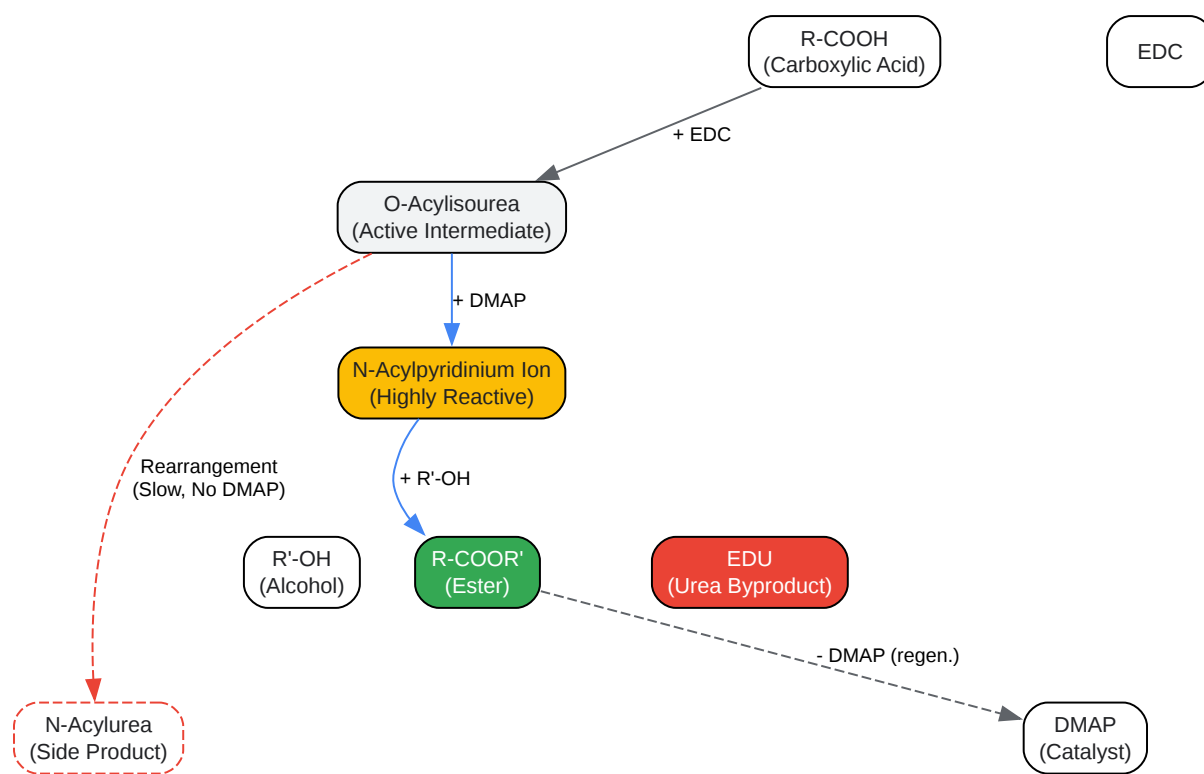 R-COOH
(Carboxylic Acid)
EDC
+ EDC
O-Acylisourea
(Active Intermediate)
+ DMAP
N-Acylpyridinium Ion
(Highly Reactive)
Rearrangement
(Slow, No DMAP)
+ R'-OH
R'-OH
(Alcohol)
R-COOR'
(Ester)
EDU
(Urea Byproduct)
- DMAP (regen.)
N-Acylurea
(Side Product)
DMAP
(Catalyst)